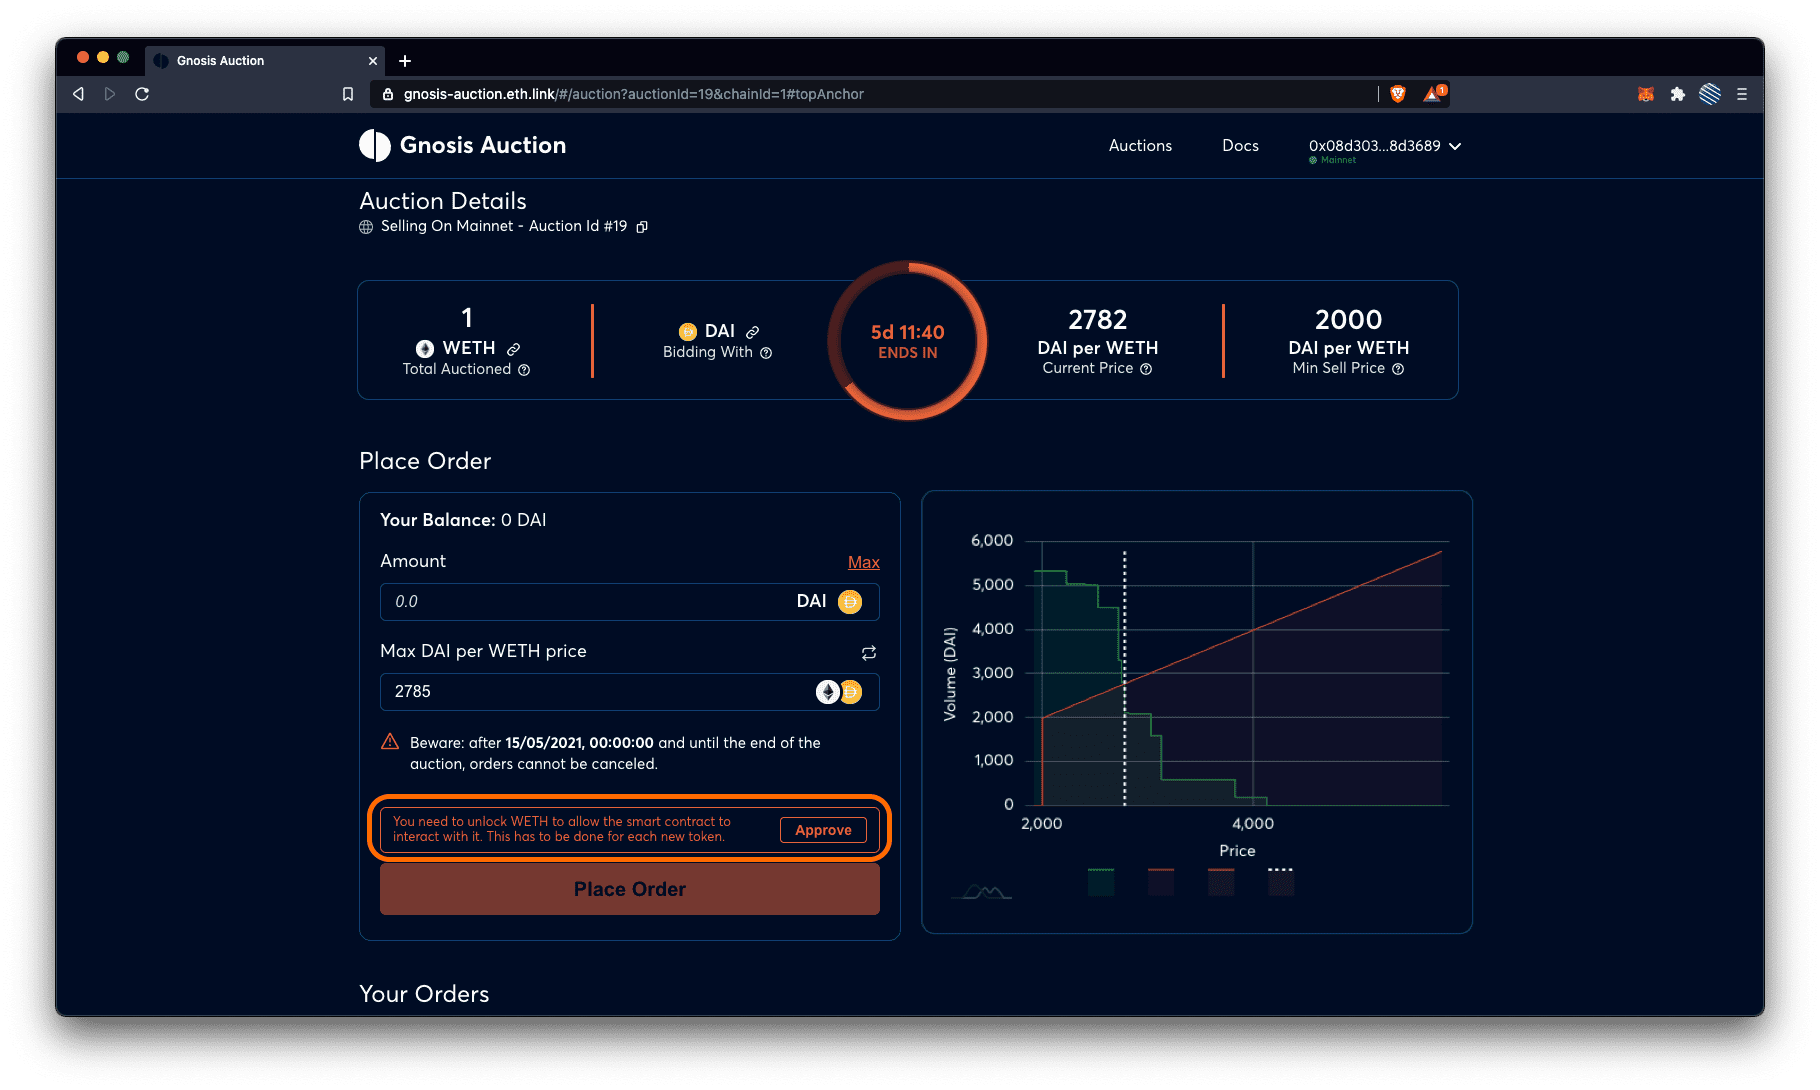 Gnosis Auction
gnosis-auction.eth.link/#/auction?auctionId=19&chainId=1#topAnchor
1
Gnosis Auction
Auctions
Docs
0x08d303...8d3689
Mainnet
Auction Details
Selling On Mainnet - Auction Id #19
1
WETH
Total Auctioned
DAI
Bidding With
5d 11:40
ENDS IN
2782
DAI per WETH
Current Price
2000
DAI per WETH
Min Sell Price
Place Order
Your Balance: 0 DAI
Amount
Max
0.0
DAI
Max DAI per WETH price
2785
Beware: after 15/05/2021, 00:00:00 and until the end of the
auction, orders cannot be canceled.
You need to unlock WETH to allow the smart contract to
interact with it. This has to be done for each new token.
Approve
Place Order
6,000
5,000
4,000
3,000
2,000
1,000
0
Volume (DAI)
2,000
4,000
Price
Your Orders